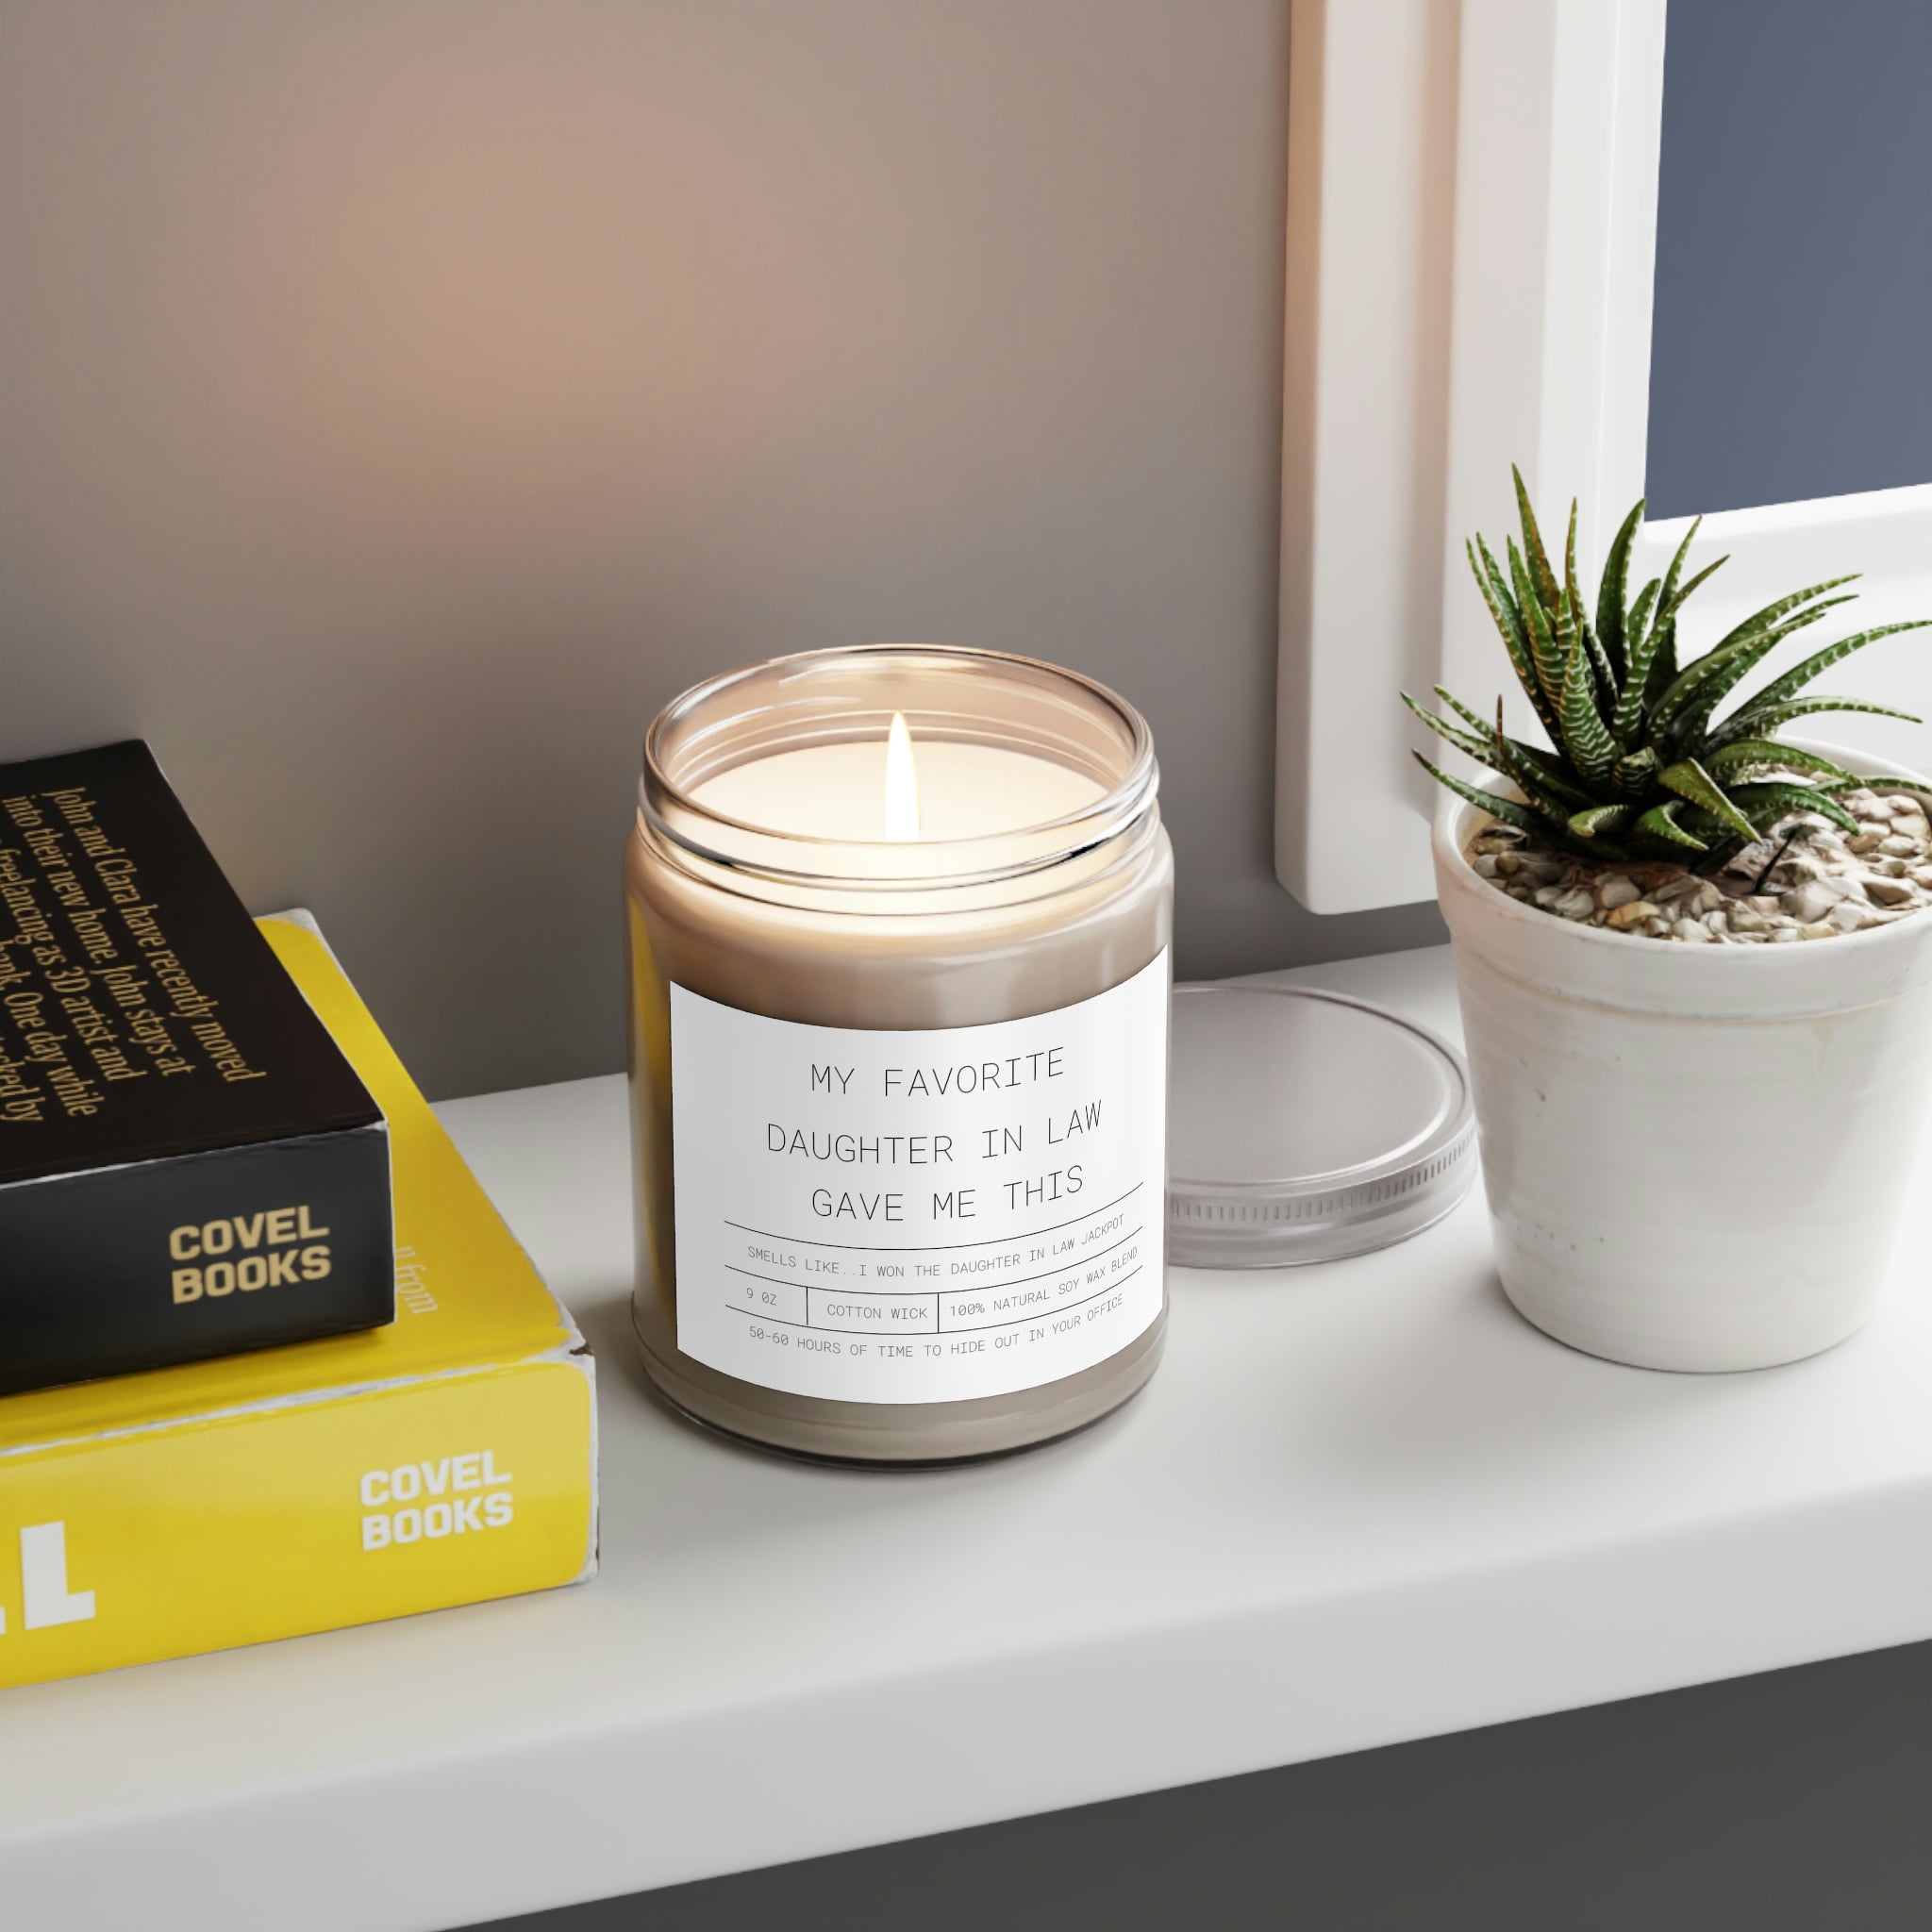 MY FAVORITE
DAUGHTER IN LAW
GAVE ME THIS
SMELLS LIKE..I WON THE DAUGHTER IN LAW JACKPOT
9 OZ
COTTON WICK
100% NATURAL SOY WAX BLEND
50-60 HOURS OF TIME TO HIDE OUT IN YOUR OFFICE
John and Clara have recently moved
into their new home. John stays at
freelancing as 3D artist and
One day while
by
COVEL
BOOKS
from
COVEL
BOOKS